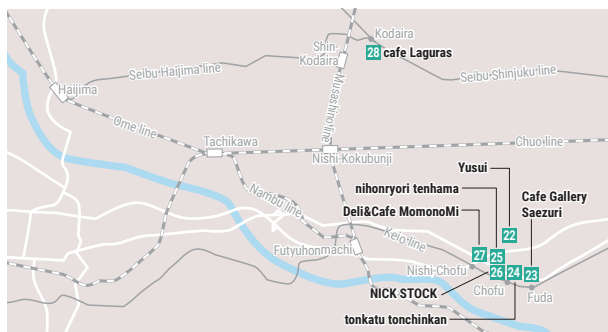 Kodaira
28 cafe Laguras
Shin-
Kodaira
Seibu Haijima line
Seibu Shinjuku line
Haijima
Musashino line
Ome line
Tachikawa
Chuo line
Nishi-Kokubunji
Yusui
nihonryori tenhama
Cafe Gallery
Saezuri
Nambu line
Deli&Cafe MomonoMi
Keio line
22
Futyuhonmachi
27
25
Nishi-Chofu
26
24
23
NICK STOCK
Chofu
Fuda
tonkatu tonchinkan